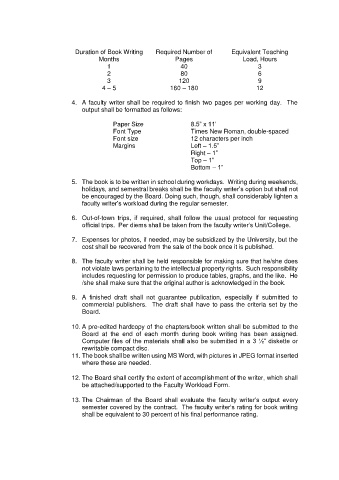 Duration of Book Writing Required Number of Equivalent Teaching
Months Pages Load, Hours
1 40 3
2 80 6
3 120 9
4 – 5 160 – 180 12
4. A faculty writer shall be required to finish two pages per working day. The
output shall be formatted as follows:
Paper Size 8.5" x 11'
Font Type Times New Roman, double-spaced
Font size 12 characters per inch
Margins Left – 1.5"
Right – 1"
Top – 1"
Bottom – 1"
5. The book is to be written in school during workdays. Writing during weekends,
holidays, and semestral breaks shall be the faculty writer's option but shall not
be encouraged by the Board. Doing such, though, shall considerably lighten a
faculty writer's workload during the regular semester.
6. Out-of-town trips, if required, shall follow the usual protocol for requesting
official trips. Per diems shall be taken from the faculty writer's Unit/College.
7. Expenses for photos, if needed, may be subsidized by the University, but the
cost shall be recovered from the sale of the book once it is published.
8. The faculty writer shall be held responsible for making sure that he/she does
not violate laws pertaining to the intellectual property rights. Such responsibility
includes requesting for permission to produce tables, graphs, and the like. He
/she shall make sure that the original author is acknowledged in the book.
9. A finished draft shall not guarantee publication, especially if submitted to
commercial publishers. The draft shall have to pass the criteria set by the
Board.
10. A pre-edited hardcopy of the chapters/book written shall be submitted to the
Board at the end of each month during book writing has been assigned.
Computer files of the materials shall also be submitted in a 3 ½" diskette or
rewritable compact disc.
11. The book shall be written using MS Word, with pictures in JPEG format inserted
where these are needed.
12. The Board shall certify the extent of accomplishment of the writer, which shall
be attached/supported to the Faculty Workload Form.
13. The Chairman of the Board shall evaluate the faculty writer's output every
semester covered by the contract. The faculty writer's rating for book writing
shall be equivalent to 30 percent of his final performance rating.